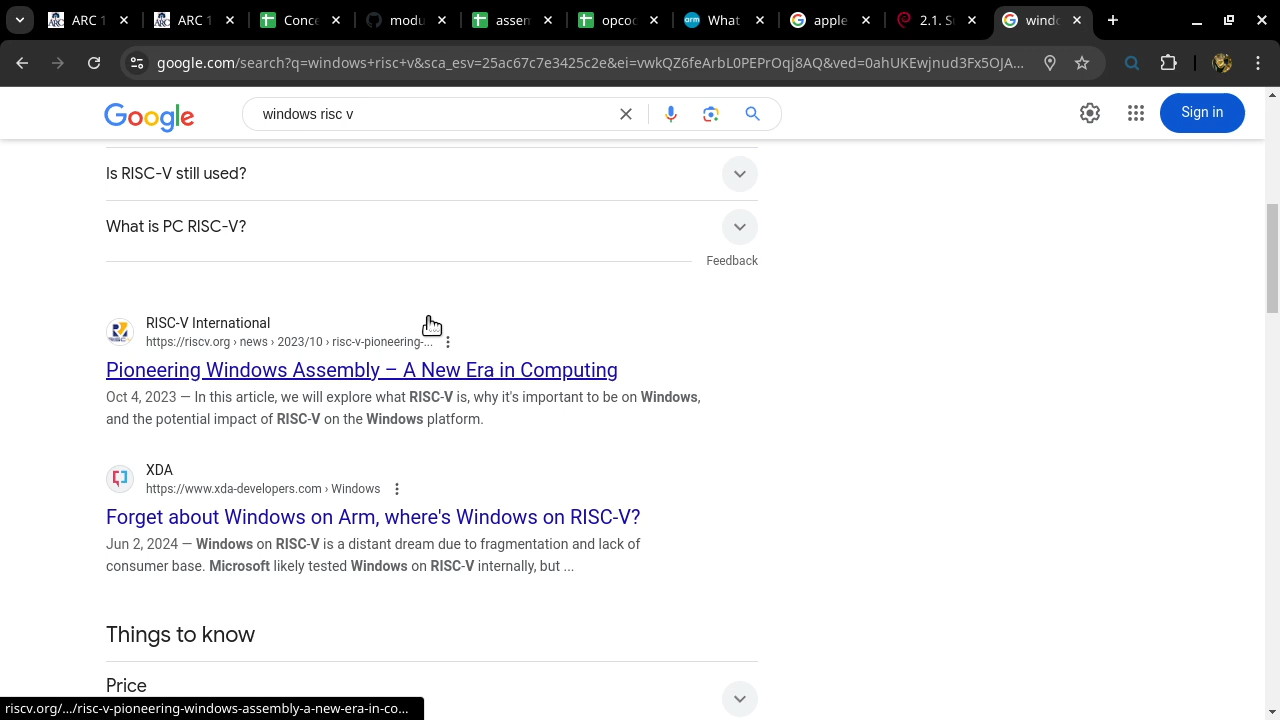 ARC 1
ARC 1
Conce
modu
assem
opco
What
apple
2.1. S
windo
google.com/search?q=windows+risc+v&sca_esv=25ac67c7e3425c2e&ei=vwkQZ6feArbL0PEPrOqj8AQ&ved=0ahUKEwjnud3Fx5OJA...
Google
windows risc v
Sign in
Is RISC-V still used?
What is PC RISC-V?
Feedback
RISC-V International
https://riscv.org › news › 2023/10 › risc-v-pioneering-...
Pioneering Windows Assembly – A New Era in Computing
Oct 4, 2023 — In this article, we will explore what RISC-V is, why it's important to be on Windows,
and the potential impact of RISC-V on the Windows platform.
XDA
https://www.xda-developers.com › Windows
Forget about Windows on Arm, where's Windows on RISC-V?
Jun 2, 2024 — Windows on RISC-V is a distant dream due to fragmentation and lack of
consumer base. Microsoft likely tested Windows on RISC-V internally, but ...
Things to know
Price
riscv.org/.../risc-v-pioneering-windows-assembly-a-new-era-in-co...